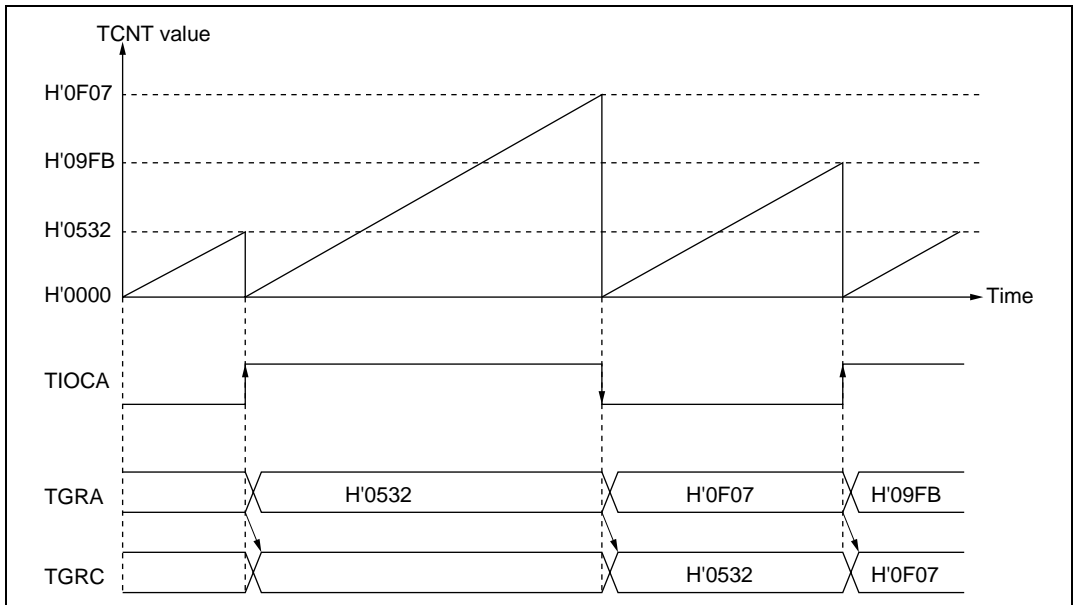 TCNT value
H'0F07
H'09FB
H'0532
H'0000
Time
TIOCA
TGRA
H'0532
H'0F07
H'09FB
TGRC
H'0532
H'0F07